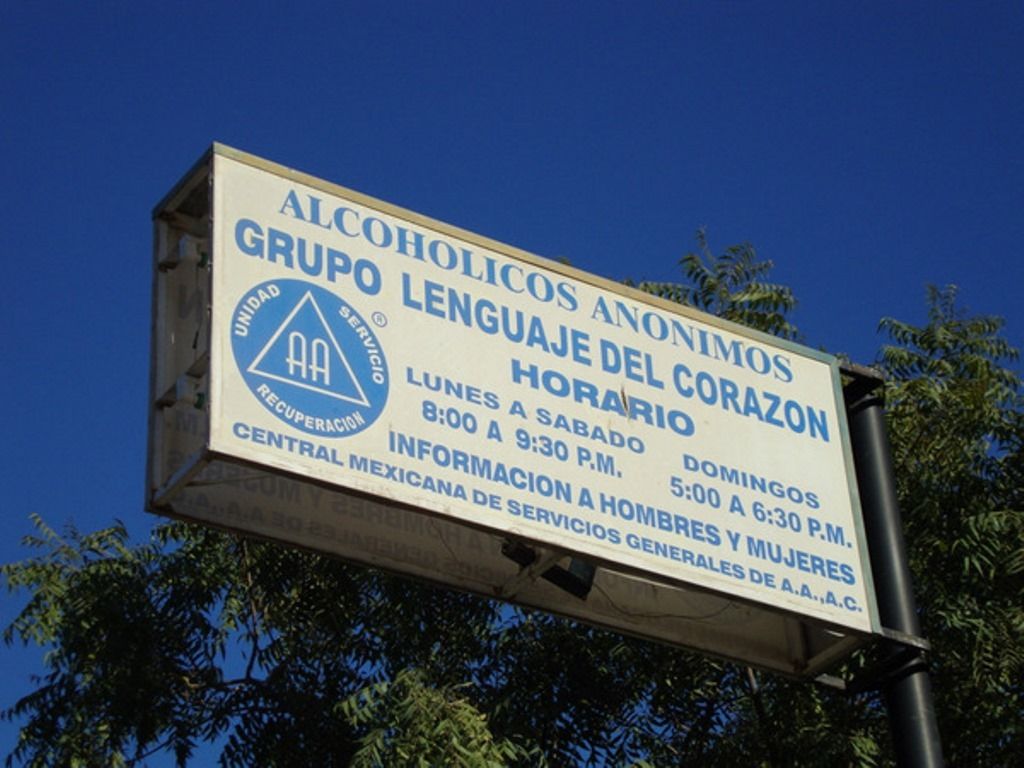 ALCOHOLICOS ANONIMOS
GRUPO LENGUAJE DEL CORAZON
UNIDAD
SERVICIO
®
AA
RECUPERACION
HORARIO
LUNES A SABADO
8:00 A 9:30 P.M.
DOMINGOS
5:00 A 6:30 P.M.
INFORMACION A HOMBRES Y MUJERES
CENTRAL MEXICANA DE SERVICIOS GENERALES DE A.A.,A.C.